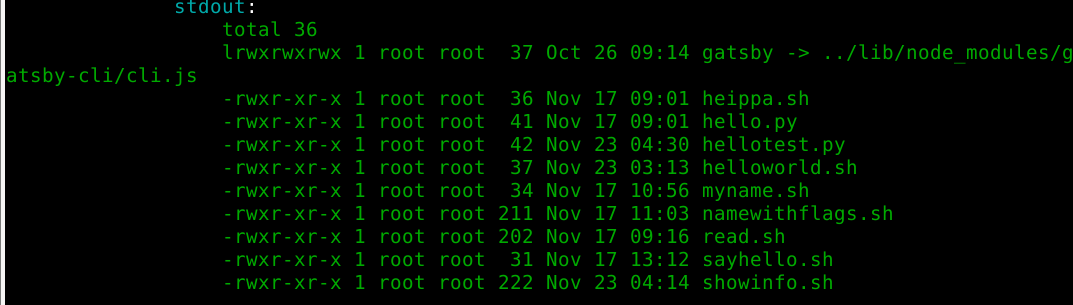 stdout:
total 36
lrwxrwxrwx 1 root root  37 Oct 26 09:14 gatsby -> ../lib/node_modules/g
atsby-cli/cli.js
-rwxr-xr-x 1 root root  36 Nov 17 09:01 heippa.sh
-rwxr-xr-x 1 root root  41 Nov 17 09:01 hello.py
-rwxr-xr-x 1 root root  42 Nov 23 04:30 hellotest.py
-rwxr-xr-x 1 root root  37 Nov 23 03:13 helloworld.sh
-rwxr-xr-x 1 root root  34 Nov 17 10:56 myname.sh
-rwxr-xr-x 1 root root 211 Nov 17 11:03 namewithflags.sh
-rwxr-xr-x 1 root root 202 Nov 17 09:16 read.sh
-rwxr-xr-x 1 root root  31 Nov 17 13:12 sayhello.sh
-rwxr-xr-x 1 root root 222 Nov 23 04:14 showinfo.sh